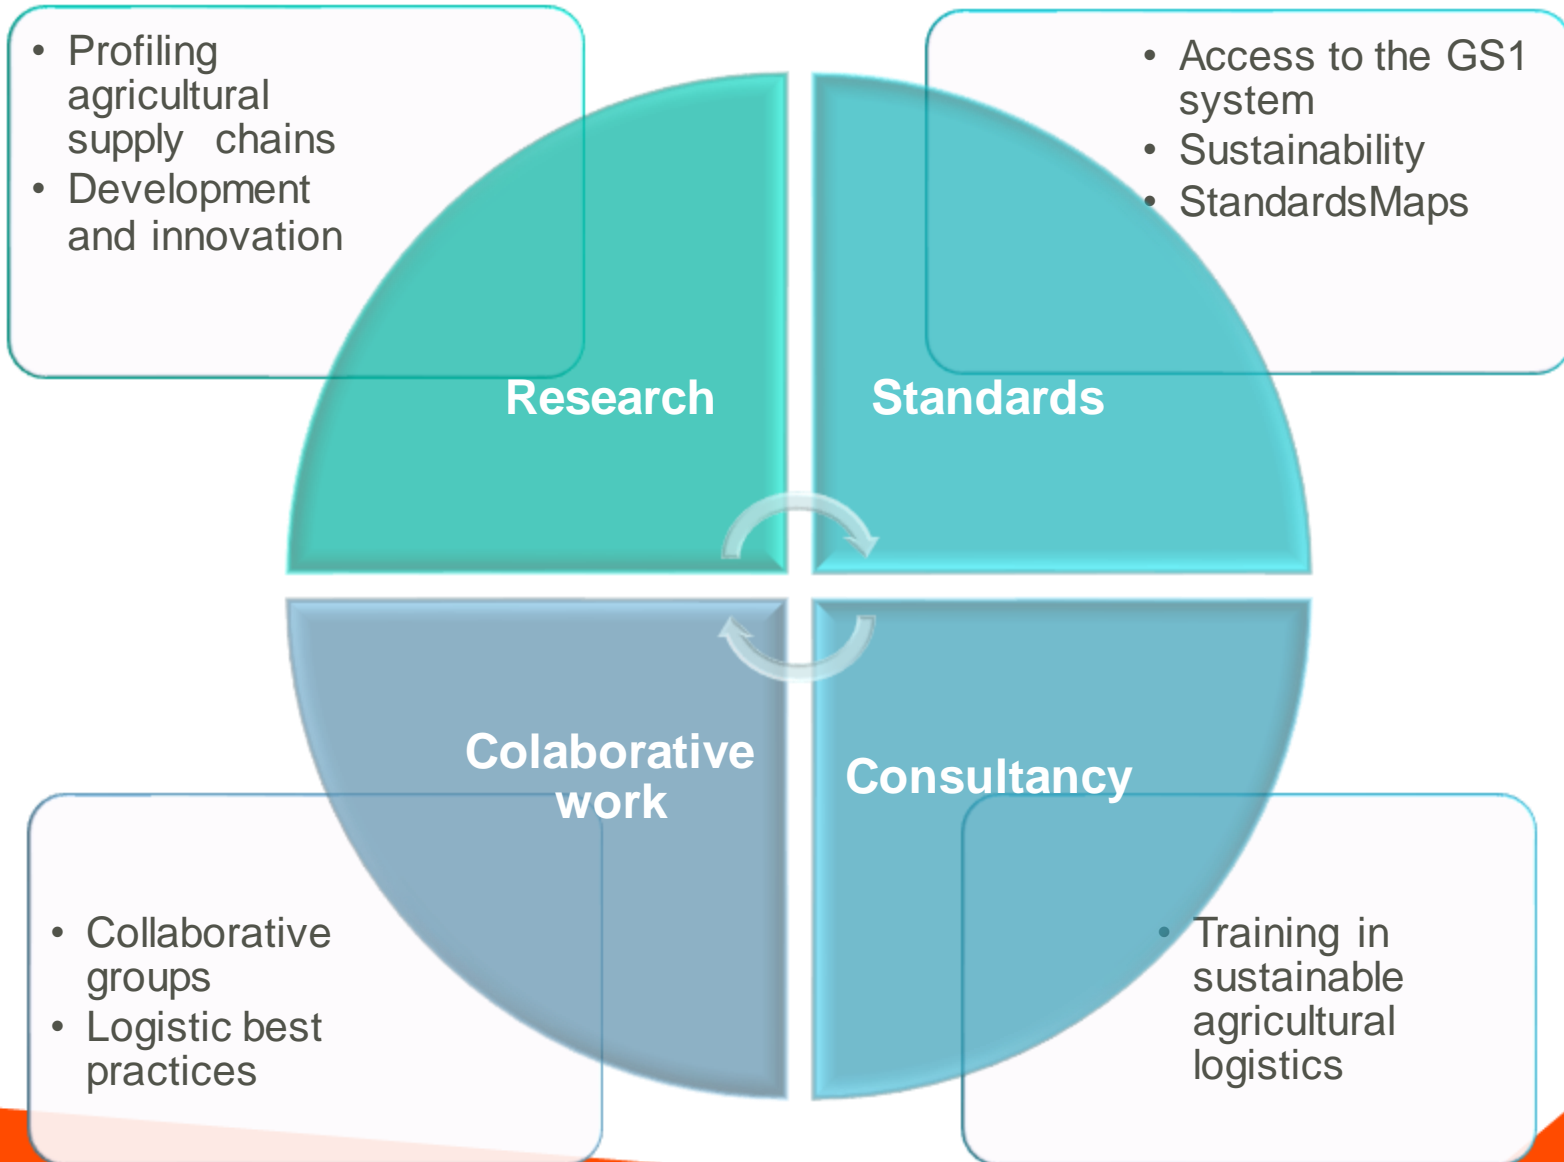 • Profiling
agricultural
supply chains
• Development
and innovation
• Access to the GS1
system
• Sustainability
• StandardsMaps
Research
Standards
Colaborative
work
Consultancy
• Collaborative
groups
• Logistic best
practices
• Training in
sustainable
agricultural
logistics